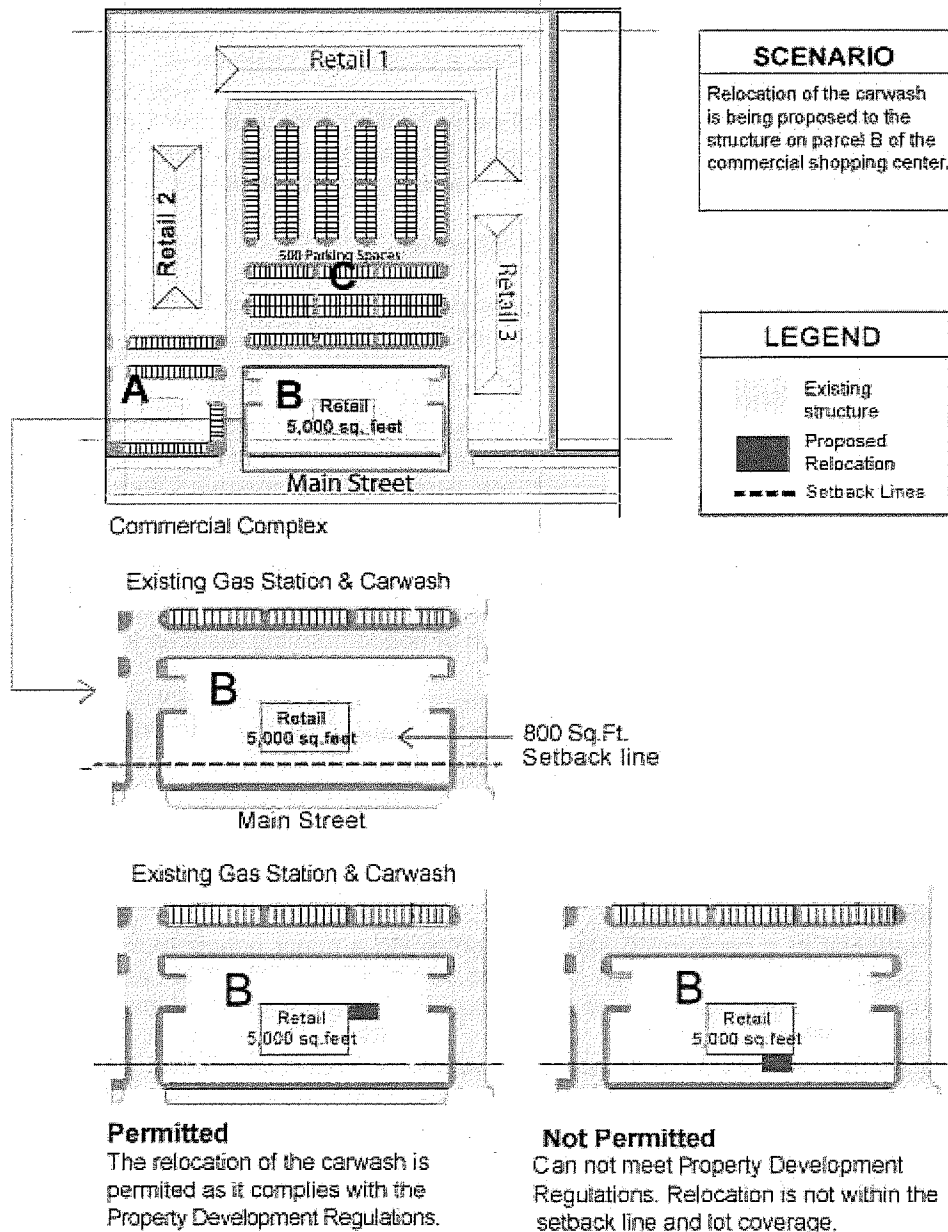 Retail 1
Retail 2
500 Parking Spaces
C
Retail 3
A
B
Retail
5,000 sq. feet
Main Street
Commercial Complex
SCENARIO
Relocation of the carwash
is being proposed to the
structure on parcel B of the
commercial shopping center.
LEGEND
Existing
structure
Proposed
Relocation
Setback Lines
Existing Gas Station & Carwash
B
Retail
5,000 sq.feet
800 Sq.Ft.
Setback line
Main Street
Existing Gas Station & Carwash
B
Retail
5,000 sq.feet
B
Retail
5,000 sq.feet
Permitted
The relocation of the carwash is
permited as it complies with the
Property Development Regulations.
Not Permitted
Can not meet Property Development
Regulations. Relocation is not within the
setback line and lot coverage.